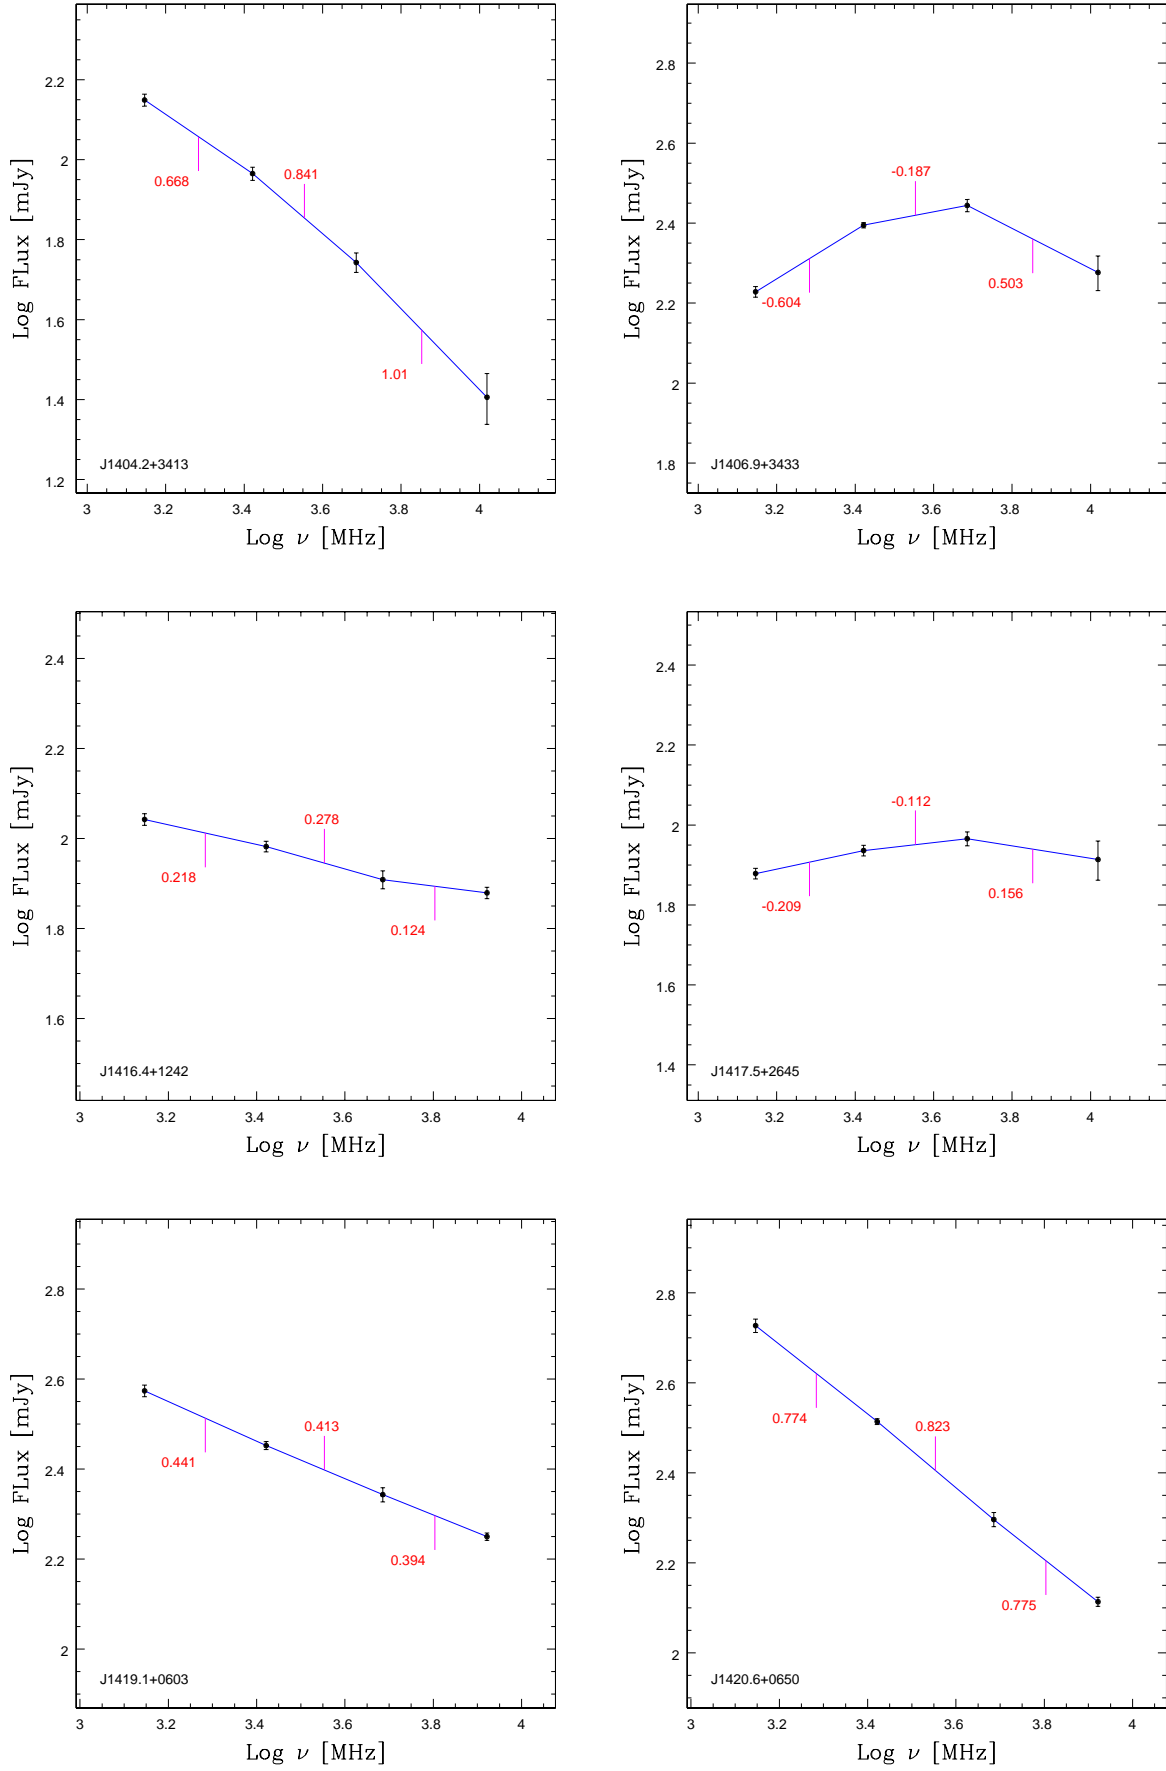 2.2
2
1.8
1.6
1.4
1.2
Log FLux [mJy]
0.668
0.841
1.01
J1404.2+3413
3 3.2 3.4 3.6 3.8 4
Log ν [MHz]
2.8
2.6
2.4
2.2
2
1.8
Log FLux [mJy]
-0.604
-0.187
0.503
J1406.9+3433
3 3.2 3.4 3.6 3.8 4
Log ν [MHz]
2.4
2.2
2
1.8
1.6
Log FLux [mJy]
0.218
0.278
0.124
J1416.4+1242
3 3.2 3.4 3.6 3.8 4
Log ν [MHz]
2.4
2.2
2
1.8
1.6
1.4
Log FLux [mJy]
-0.209
-0.112
0.156
J1417.5+2645
3 3.2 3.4 3.6 3.8 4
Log ν [MHz]
2.8
2.6
2.4
2.2
2
Log FLux [mJy]
0.441
0.413
0.394
J1419.1+0603
3 3.2 3.4 3.6 3.8 4
Log ν [MHz]
2.8
2.6
2.4
2.2
2
Log FLux [mJy]
0.774
0.823
0.775
J1420.6+0650
3 3.2 3.4 3.6 3.8 4
Log ν [MHz]